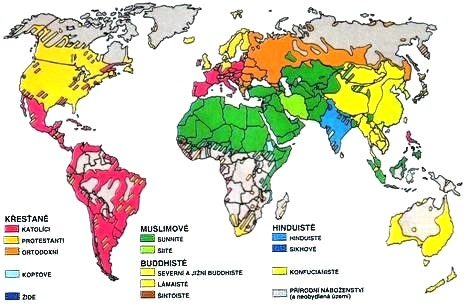 KŘESŤANÉ
KATOLÍCI
PROTESTANTI
ORTODOXNÍ
KOPTOVÉ
ŽIDÉ
MUSLIMOVÉ
SUNNITÉ
ŠÍITÉ
BUDDHISTÉ
SEVERNÍ A JIŽNÍ BUDDHISTÉ
LÁMAISTÉ
ŠINTOISTÉ
HINDUISTÉ
HINDUISTÉ
SIKHOVÉ
KONFUCIANISTÉ
PŘÍRODNÍ NÁBOŽENSTVÍ
(a neobydlená území)